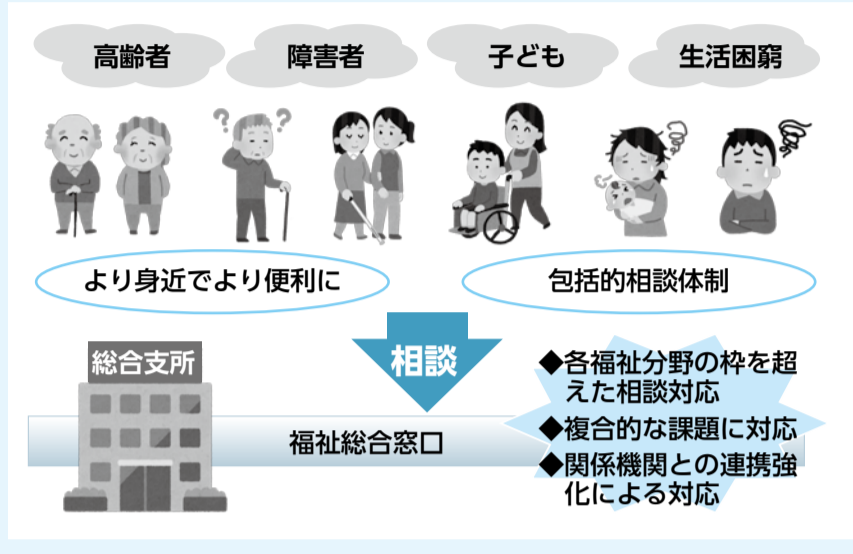 高齢者
障害者
子ども
生活困窮
? ?
より身近でより便利に
包括的相談体制
相談
総合支所
福祉総合窓口
◆各福祉分野の枠を超
えた相談対応
◆複合的な課題に対応
◆関係機関との連携強
化による対応